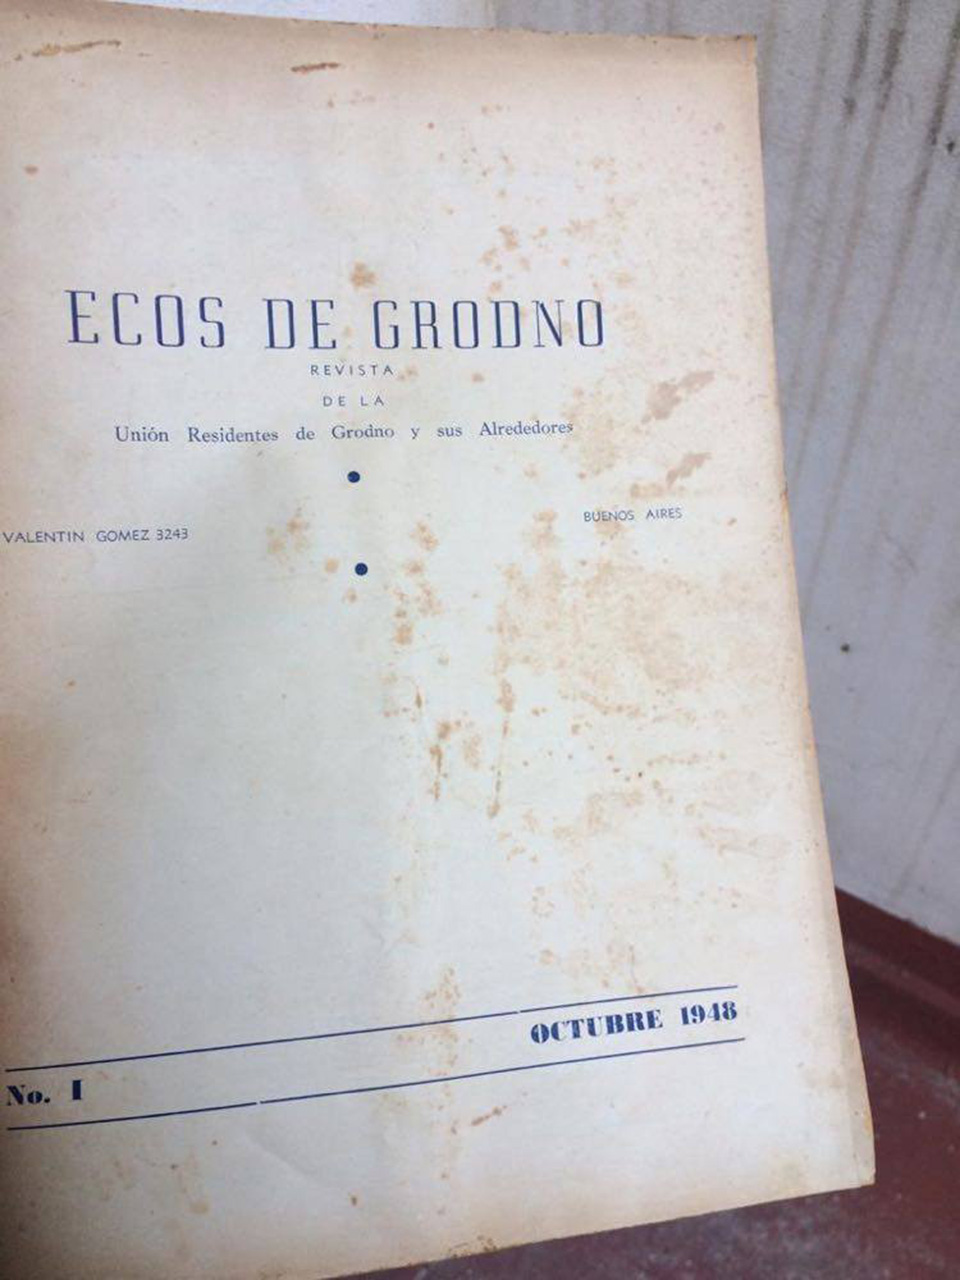 ECOS DE GRODNO
REVISTA
DE LA
Unión Residentes de Grodno y sus Alrededores
VALENTIN GOMEZ 3243
BUENOS AIRES
No. I
OCTUBRE 1948